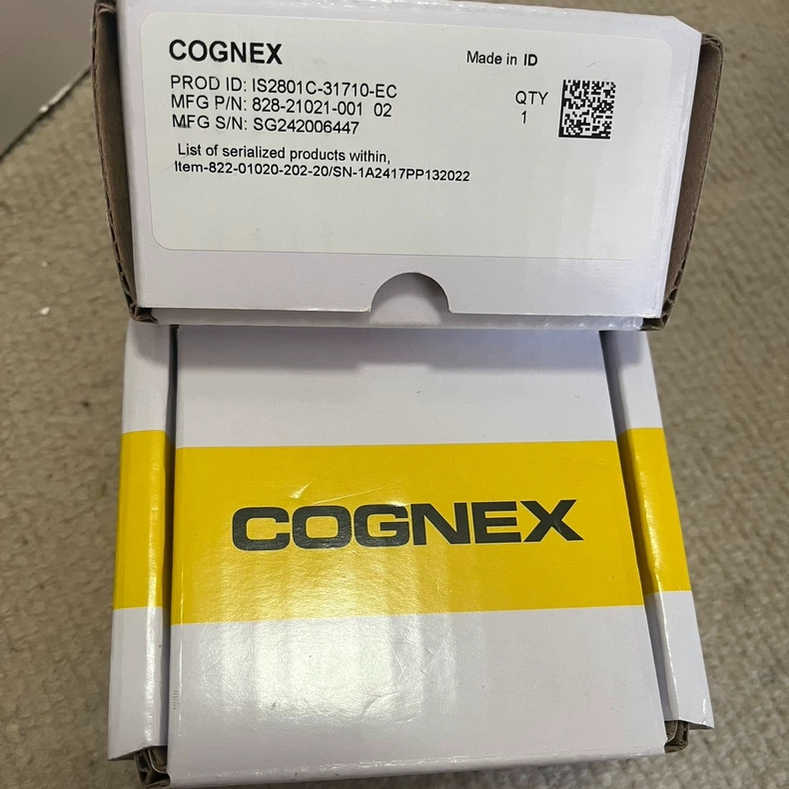 COGNEX
Made in ID
PROD ID: IS2801C-31710-EC
MFG P/N: 828-21021-001 02
MFG S/N: SG242006447
QTY
1
List of serialized products within,
Item-822-01020-202-20/SN-1A2417PP132022
COGNEX